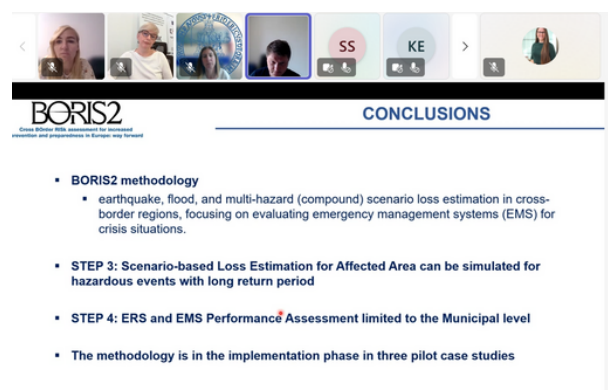 SS
KE
BORIS2
Cross BOrder RISk assessment for increased
prevention and preparedness in Europe: way forward
CONCLUSIONS
▪ BORIS2 methodology
▪ earthquake, flood, and multi-hazard (compound) scenario loss estimation in cross-
border regions, focusing on evaluating emergency management systems (EMS) for
crisis situations.
▪ STEP 3: Scenario-based Loss Estimation for Affected Area can be simulated for
hazardous events with long return period
▪ STEP 4: ERS and EMS Performance Assessment limited to the Municipal level
▪ The methodology is in the implementation phase in three pilot case studies